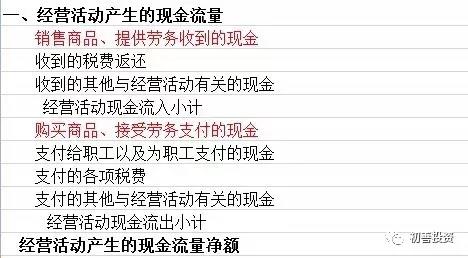 一、经营活动产生的现金流量
销售商品、提供劳务收到的现金
收到的税费返还
收到的其他与经营活动有关的现金
经营活动现金流入小计
购买商品、接受劳务支付的现金
支付给职工以及为职工支付的现金
支付的各项税费
支付的其他与经营活动有关的现金
经营活动现金流出小计
经营活动产生的现金流量净额
初善投资